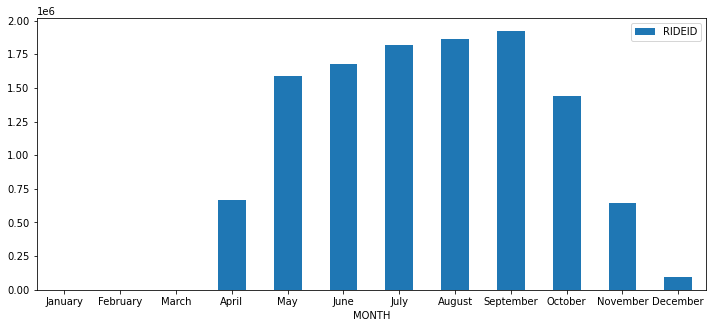 1e6
2.00
1.75
1.50
1.25
1.00
0.75
0.50
0.25
0.00
RIDEID
January February March April May June July August September October November December
MONTH